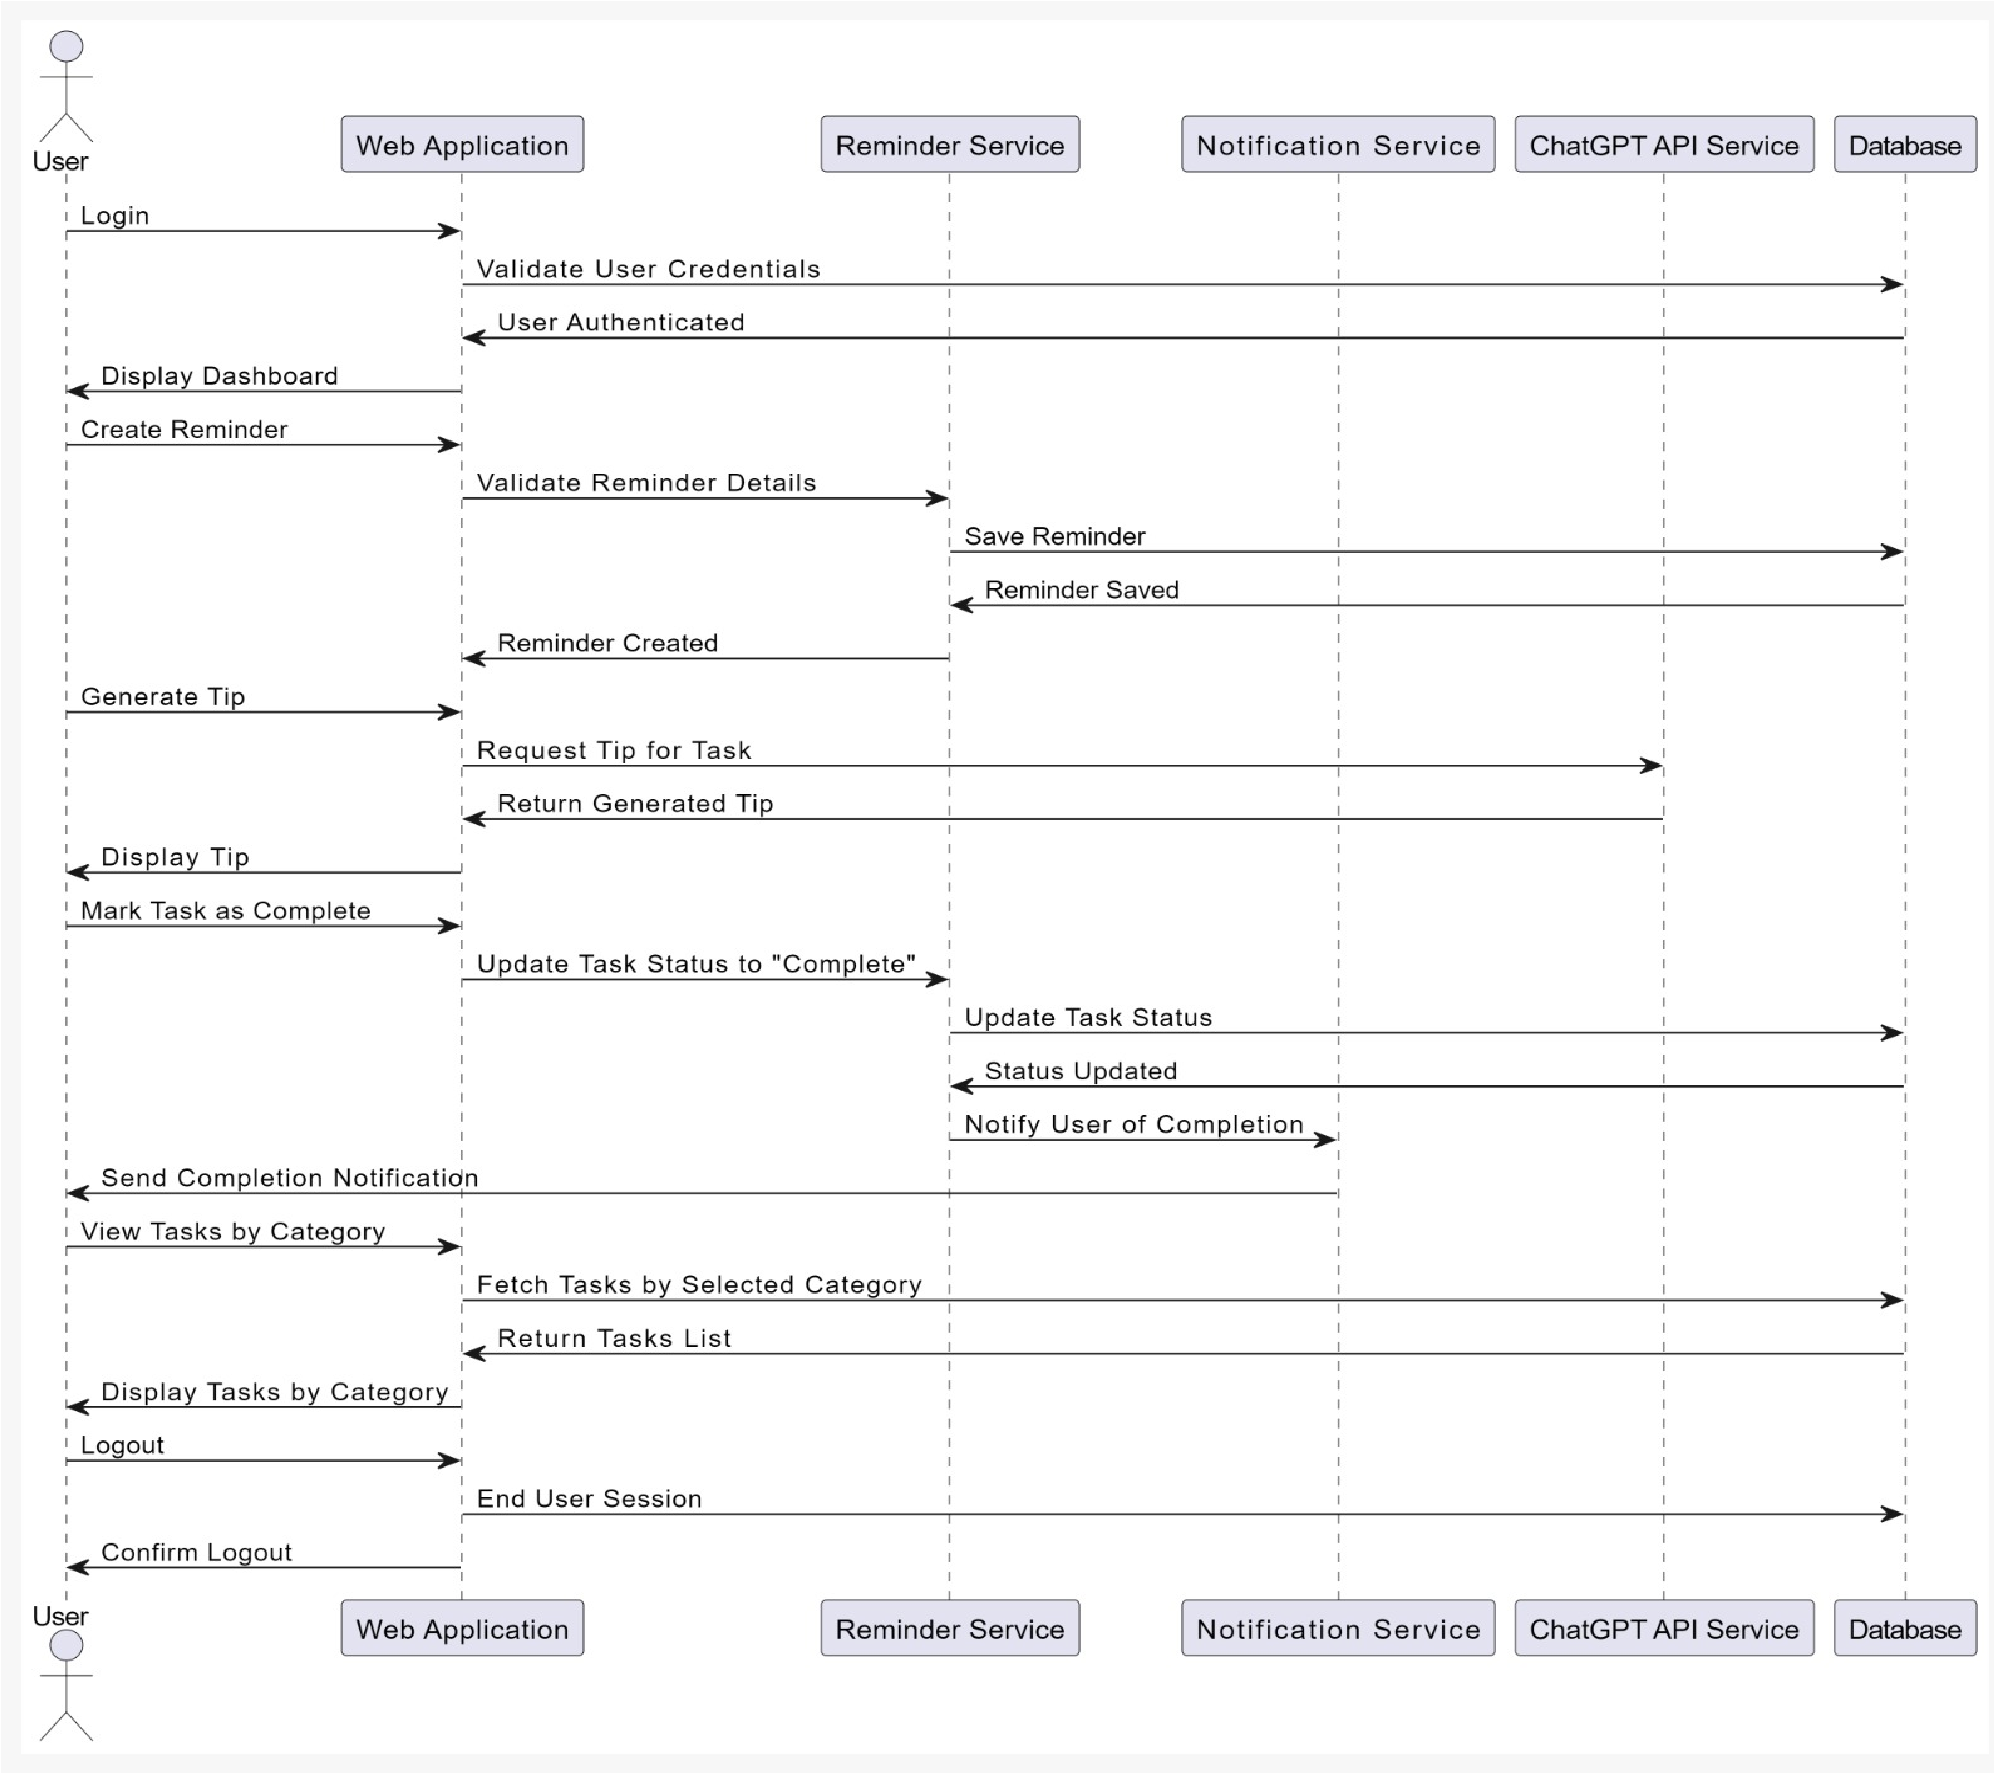 User
Web Application
Reminder Service
Notification Service
ChatGPT API Service
Database
Login
Validate User Credentials
User Authenticated
Display Dashboard
Create Reminder
Validate Reminder Details
Save Reminder
Reminder Saved
Reminder Created
Generate Tip
Request Tip for Task
Return Generated Tip
Display Tip
Mark Task as Complete
Update Task Status to "Complete"
Update Task Status
Status Updated
Notify User of Completion
Send Completion Notification
View Tasks by Category
Fetch Tasks by Selected Category
Return Tasks List
Display Tasks by Category
Logout
End User Session
Confirm Logout
User
Web Application
Reminder Service
Notification Service
ChatGPT API Service
Database